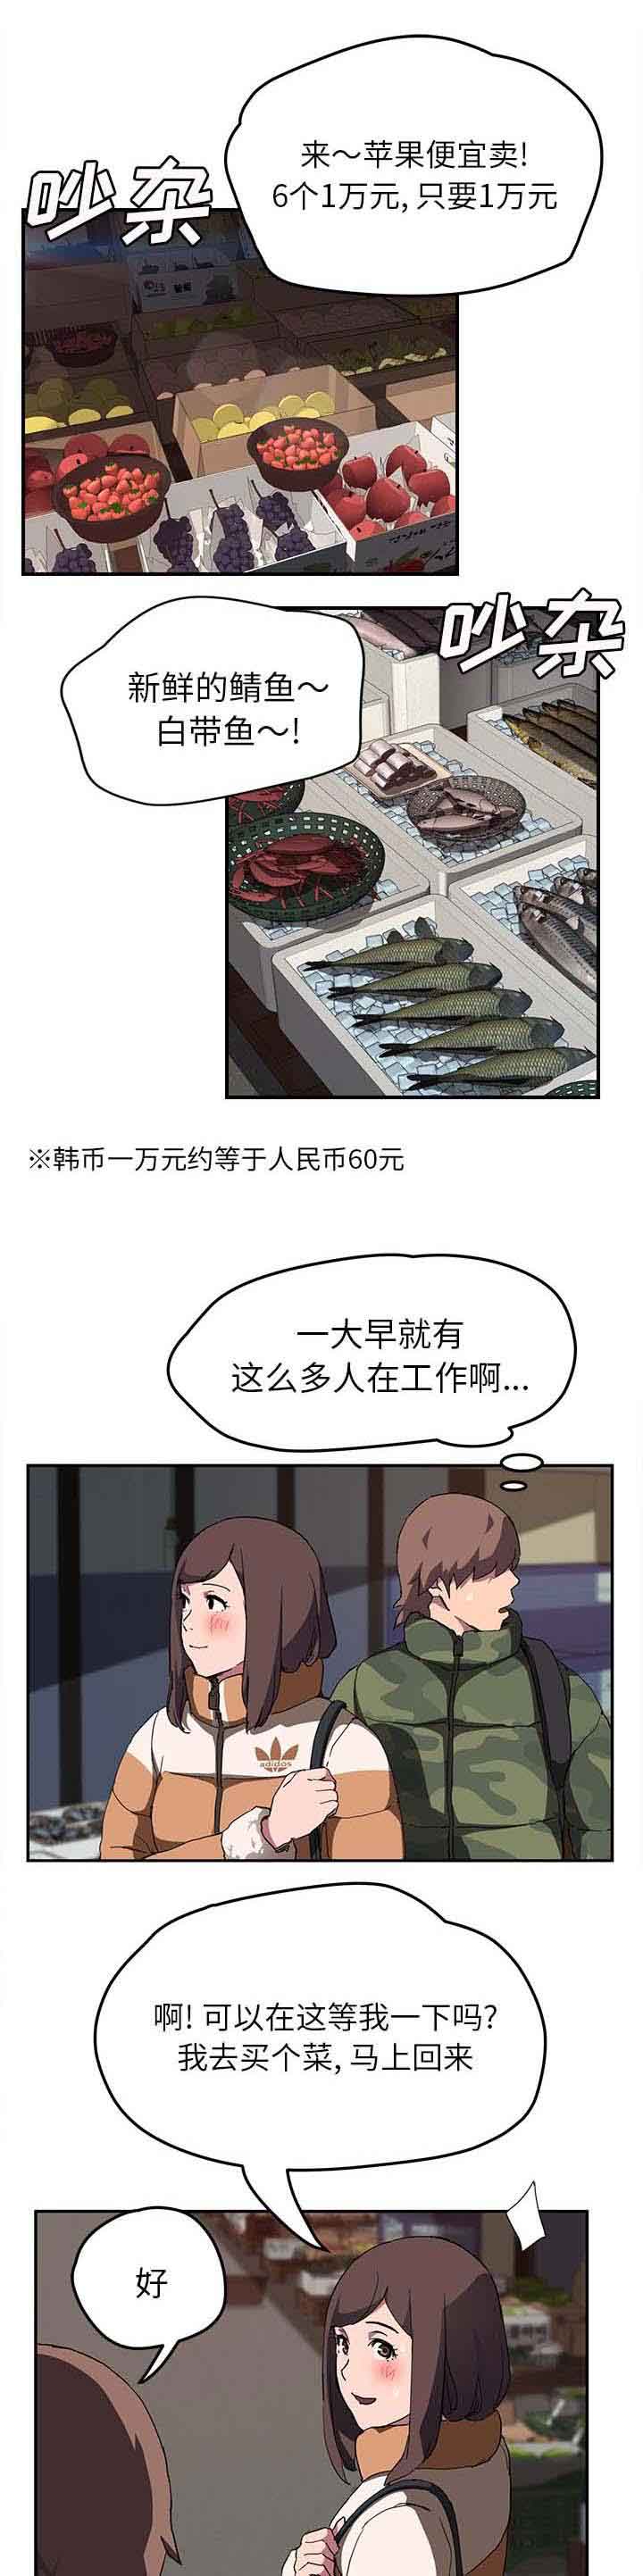 来～苹果便宜卖!
6个1万元, 只要1万元
吵杂
吵杂
新鲜的鲭鱼～
白带鱼～!
※韩币一万元约等于人民币60元
一大早就有
这么多人在工作啊...
adidas
啊! 可以在这等我一下吗?
我去买个菜, 马上回来
好